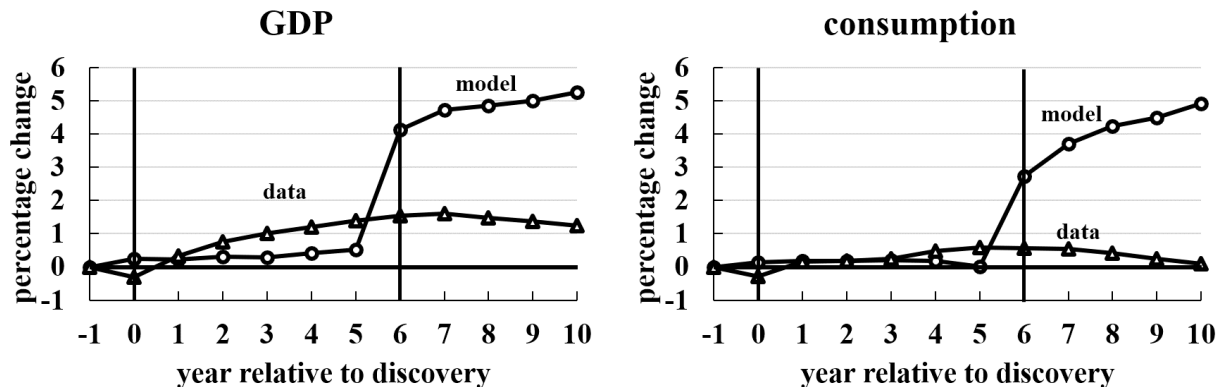 GDP
percentage change
6
5
4
3
2
1
0
-1
model
data
-1 0 1 2 3 4 5 6 7 8 9 10
year relative to discovery
consumption
percentage change
6
5
4
3
2
1
0
-1
model
data
-1 0 1 2 3 4 5 6 7 8 9 10
year relative to discovery